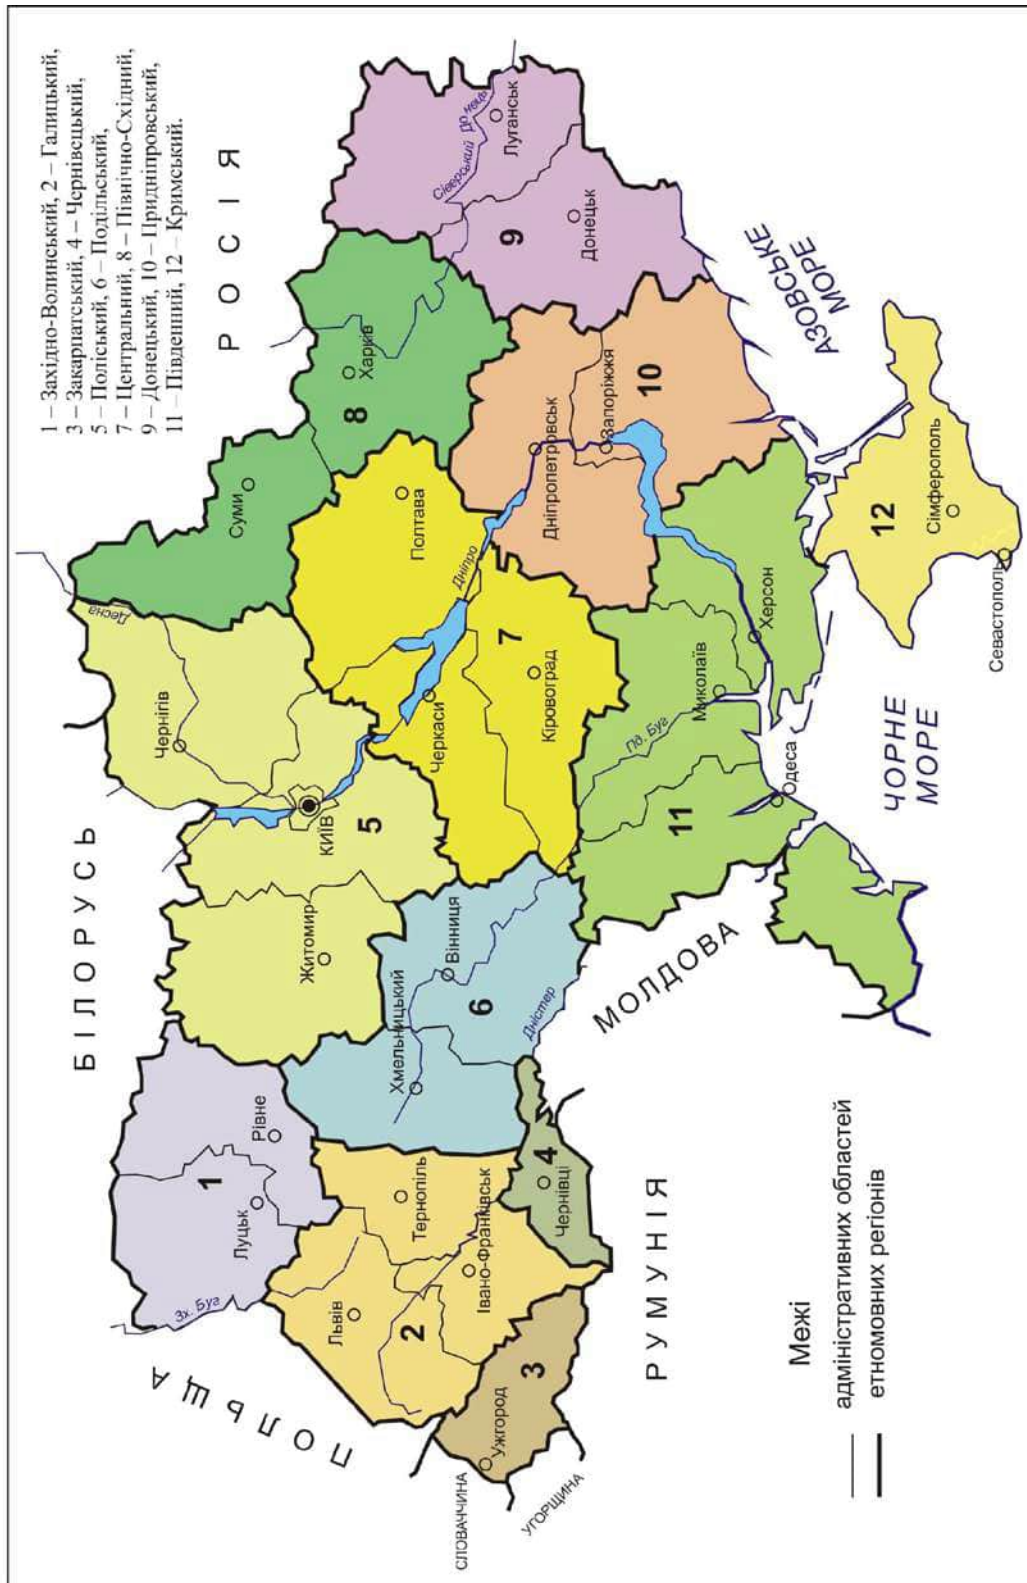 1 – Західно-Волинський, 2 – Галицький,
3 – Закарпатський, 4 – Чернівецький,
5 – Поліський, 6 – Подільський,
7 – Центральний, 8 – Північно-Східний,
9 – Донецький, 10 – Придніпровський,
11 – Південний, 12 – Кримський.
БІЛОРУСЬ
РОСІЯ
ПОЛЬЩА
СЛОВАЧЧИНА
УГОРЩИНА
РУМУНІЯ
МОЛДОВА
ЧОРНЕ
МОРЕ
АЗОВСЬКЕ
МОРЕ
Зх. Буг
Луцьк
1
Рівне
Львів
2
Тернопіль
Івано-Франківськ
Ужгород
3
4
Чернівці
Хмельницький
6
Вінниця
Дністер
Житомир
КИЇВ
5
Чернігів
Десна
Суми
8
Харків
Полтава
Дніпро
Черкаси
7
Кіровоград
Сіверський Донець
Луганськ
9
Донецьк
Дніпропетровськ
Запоріжжя
10
Пд. Буг
Миколаїв
Херсон
11
Одеса
12
Сімферополь
Севастополь
Межі
адміністративних областей
етномовних регіонів